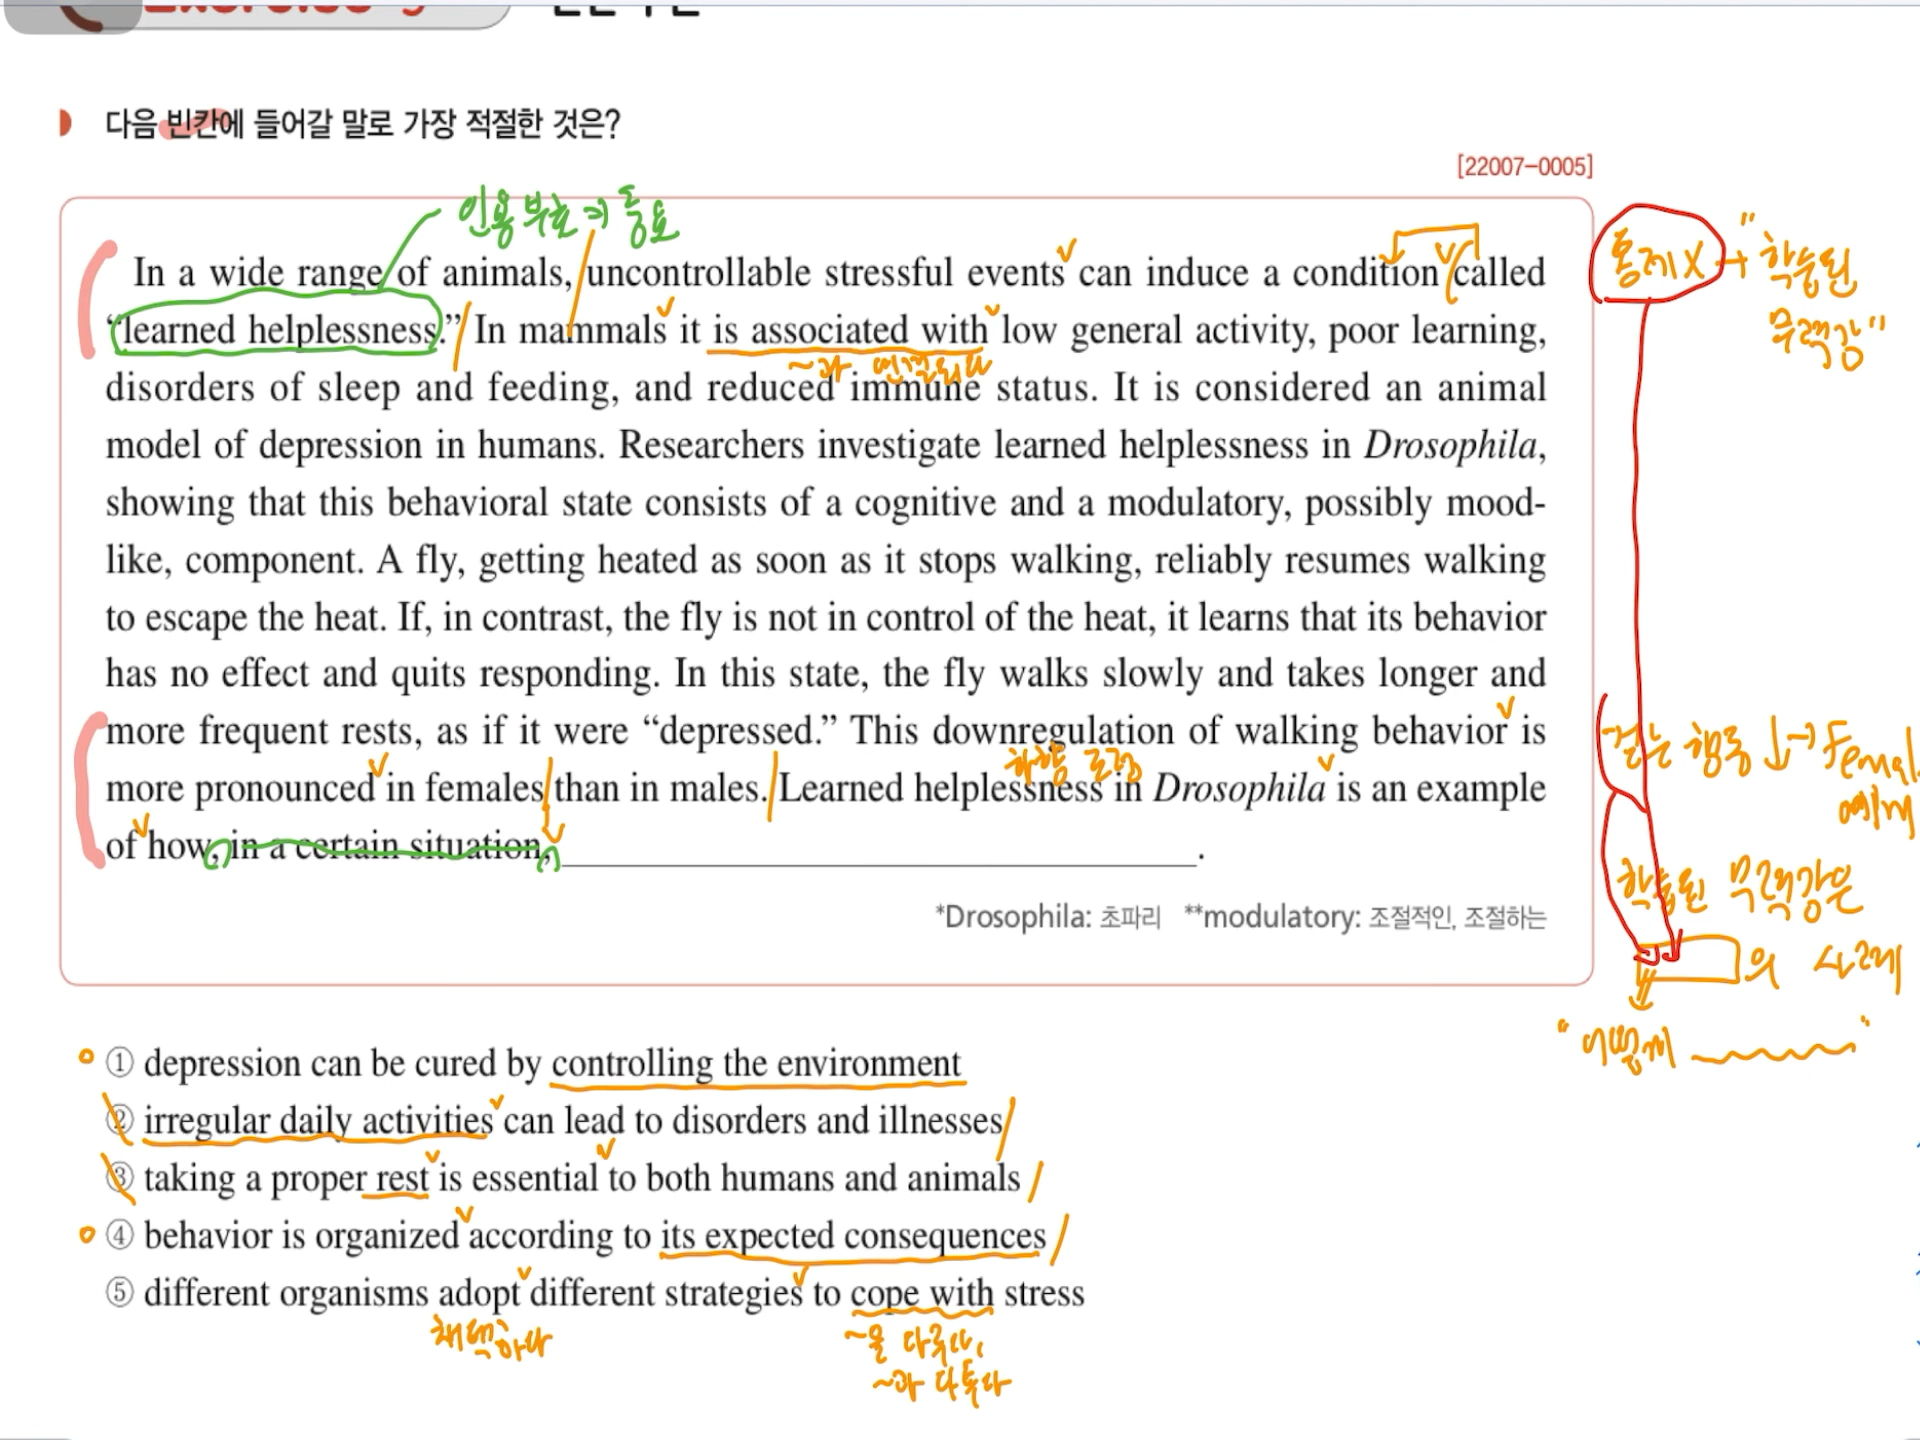 다음 빈칸에 들어갈 말로 가장 적절한 것은?
[22007-0005]
인용부호 → 중요
In a wide range of animals, uncontrollable stressful events can induce a condition called
“learned helplessness.” In mammals it is associated with low general activity, poor learning,
~과 연결되다
disorders of sleep and feeding, and reduced immune status. It is considered an animal
model of depression in humans. Researchers investigate learned helplessness in Drosophila,
showing that this behavioral state consists of a cognitive and a modulatory, possibly mood-
like, component. A fly, getting heated as soon as it stops walking, reliably resumes walking
to escape the heat. If, in contrast, the fly is not in control of the heat, it learns that its behavior
has no effect and quits responding. In this state, the fly walks slowly and takes longer and
more frequent rests, as if it were “depressed.” This downregulation of walking behavior is
하향 조정
more pronounced in females than in males. Learned helplessness in Drosophila is an example
of how, in a certain situation, ______.
*Drosophila: 초파리 **modulatory: 조절적인, 조절하는
통제X → "학습된
무력감"
걷는 행동 ↓ → Female
에게
학습된 무력감은
의 사례
"어떻게 ~~~"
① depression can be cured by controlling the environment
② irregular daily activities can lead to disorders and illnesses
③ taking a proper rest is essential to both humans and animals
④ behavior is organized according to its expected consequences
⑤ different organisms adopt different strategies to cope with stress
채택하다
~을 다루다,
~과 다투다